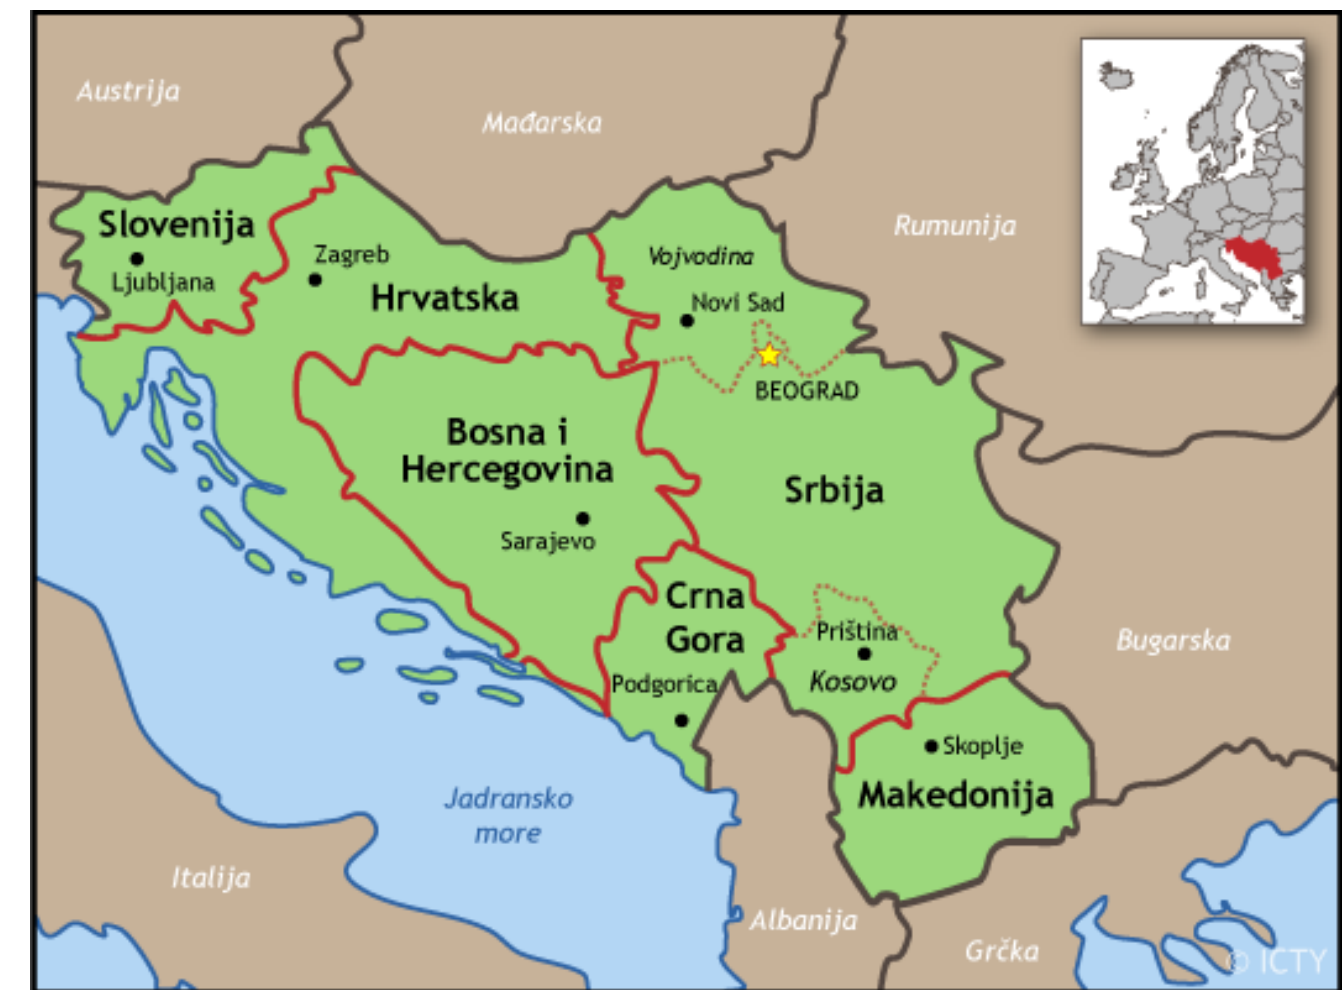 Austrija
Mađarska
Rumunija
Slovenija
Ljubljana
Zagreb
Hrvatska
Vojvodina
Novi Sad
BEOGRAD
Bosna i
Hercegovina
Sarajevo
Srbija
Crna
Gora
Podgorica
Priština
Kosovo
Bugarska
Skoplje
Makedonija
Jadransko
more
Italija
Albanija
Grčka
© ICTY